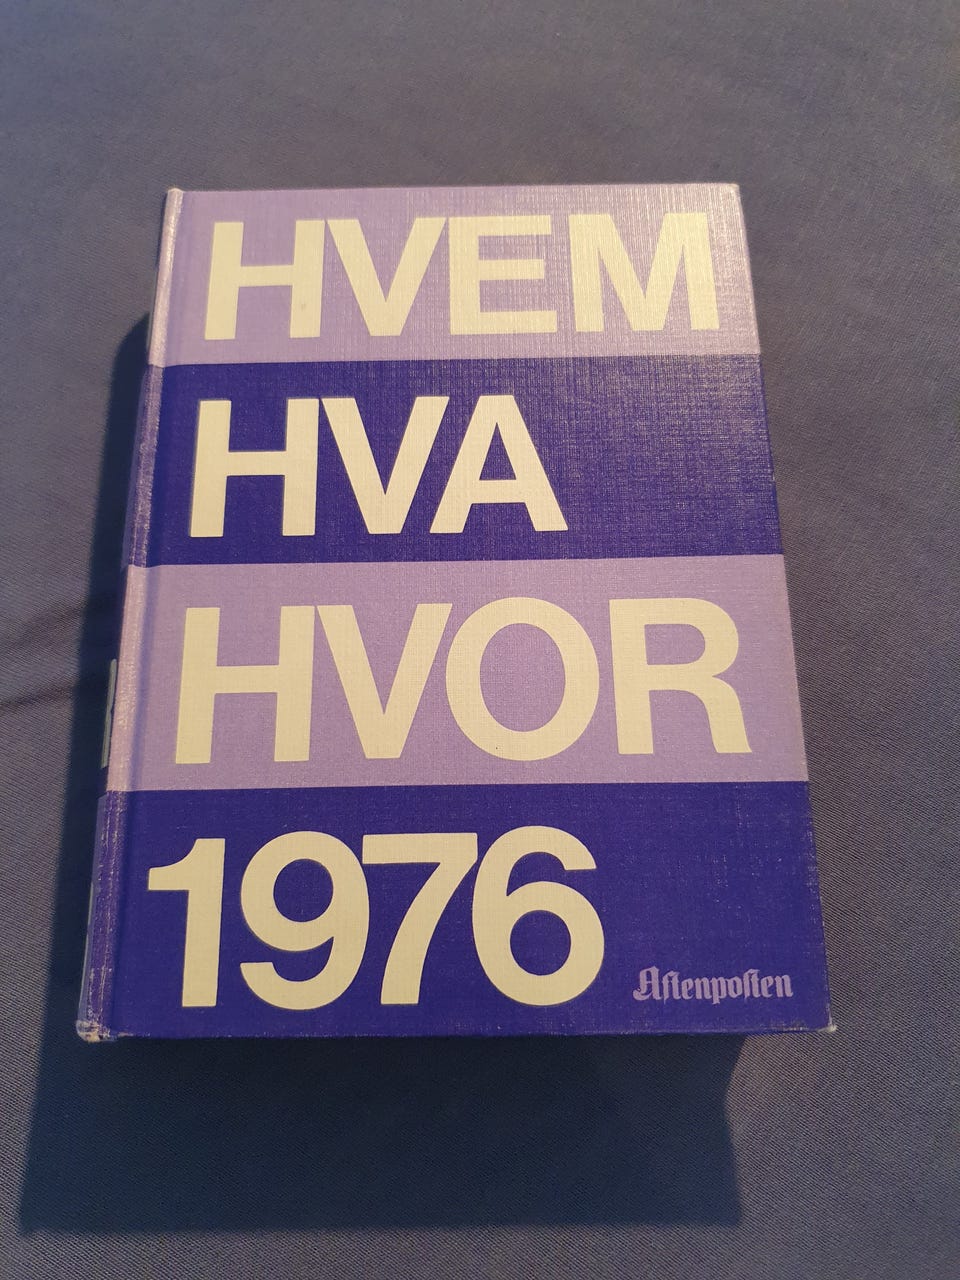 HVEM
HVA
HVOR
1976
Aftenposten